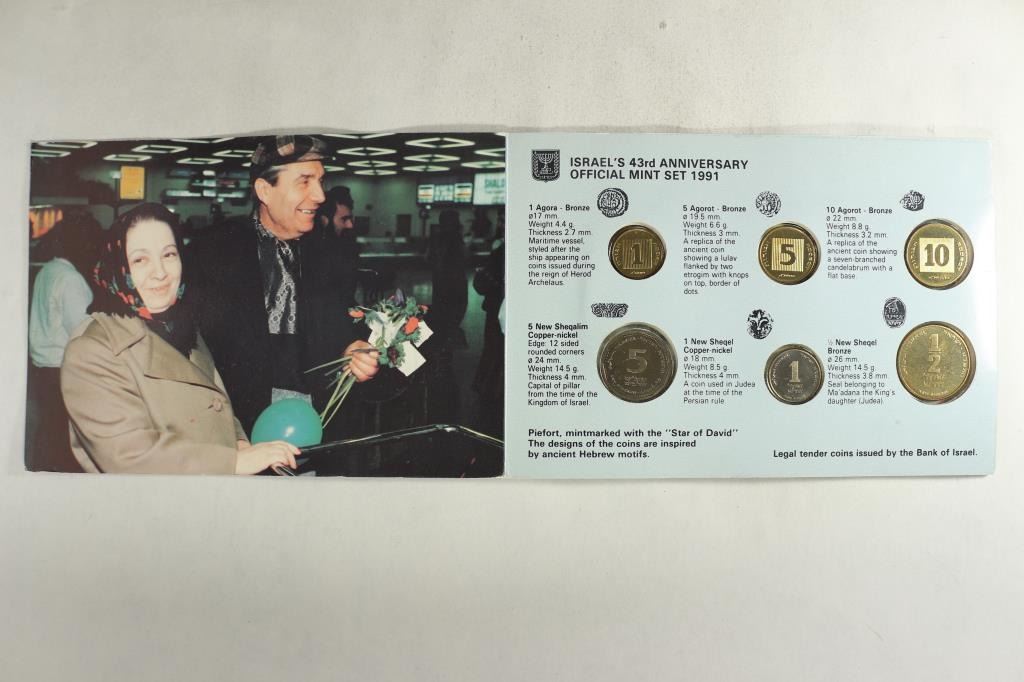 SHALO
ISRAEL'S 43rd ANNIVERSARY
OFFICIAL MINT SET 1991
1 Agora - Bronze
ø17 mm.
Weight 4.4 g.
Thickness 2.7 mm.
Maritime vessel,
styled after the
ship appearing on
coins issued during
the reign of Herod
Archelaus.
1
5 Agorot - Bronze
ø 19.5 mm.
Weight 6.6 g.
Thickness 3 mm.
A replica of the
ancient coin
showing a lulav
flanked by two
etrogim with knops
on top, border of
dots.
5
10 Agorot - Bronze
ø 22 mm.
Weight 8.8 g.
Thickness 3.2 mm.
A replica of the
ancient coin showing
a seven-branched
candelabrum with a
flat base.
10
5 New Sheqalim
Copper-nickel
Edge: 12 sided
rounded corners
ø 24 mm.
Weight 14.5 g.
Thickness 4 mm.
Capital of pillar
from the time of the
Kingdom of Israel.
5
1 New Sheqel
Copper-nickel
ø 18 mm.
Weight 8.5 g.
Thickness 4 mm.
A coin used in Judea
at the time of the
Persian rule.
1
½ New Sheqel
Bronze
ø 26 mm.
Weight 14.5 g.
Thickness 3.8 mm.
Seal belonging to
Ma'adana the King's
daughter (Judea).
1
2
Piefort, mintmarked with the "Star of David"
The designs of the coins are inspired
by ancient Hebrew motifs.
Legal tender coins issued by the Bank of Israel.